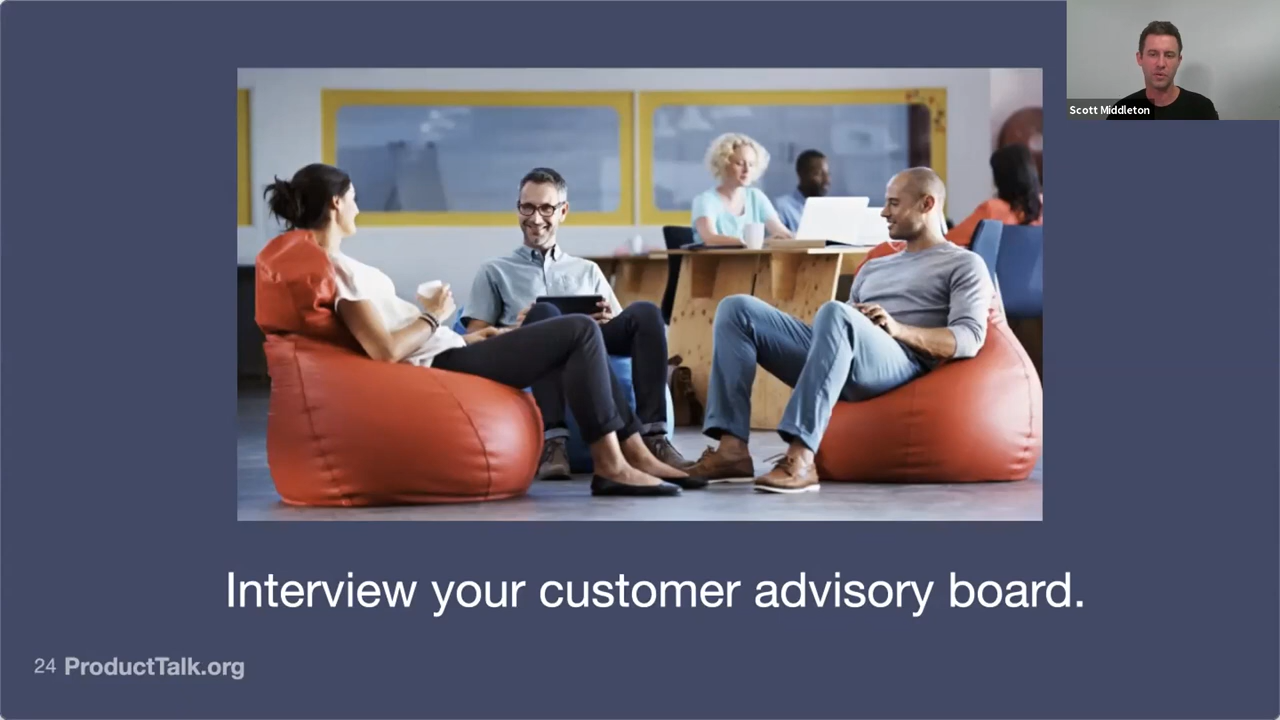 Scott Middleton
Interview your customer advisory board.
24 ProductTalk.org